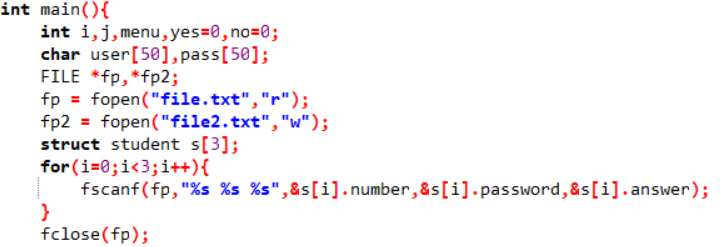 int main(){
int i,j,menu,yes=0,no=0;
char user[50],pass[50];
FILE *fp,*fp2;
fp = fopen("file.txt","r");
fp2 = fopen("file2.txt","w");
struct student s[3];
for(i=0;i<3;i++){
fscanf(fp,"%s %s %s",&s[i].number,&s[i].password,&s[i].answer);
}
fclose(fp);